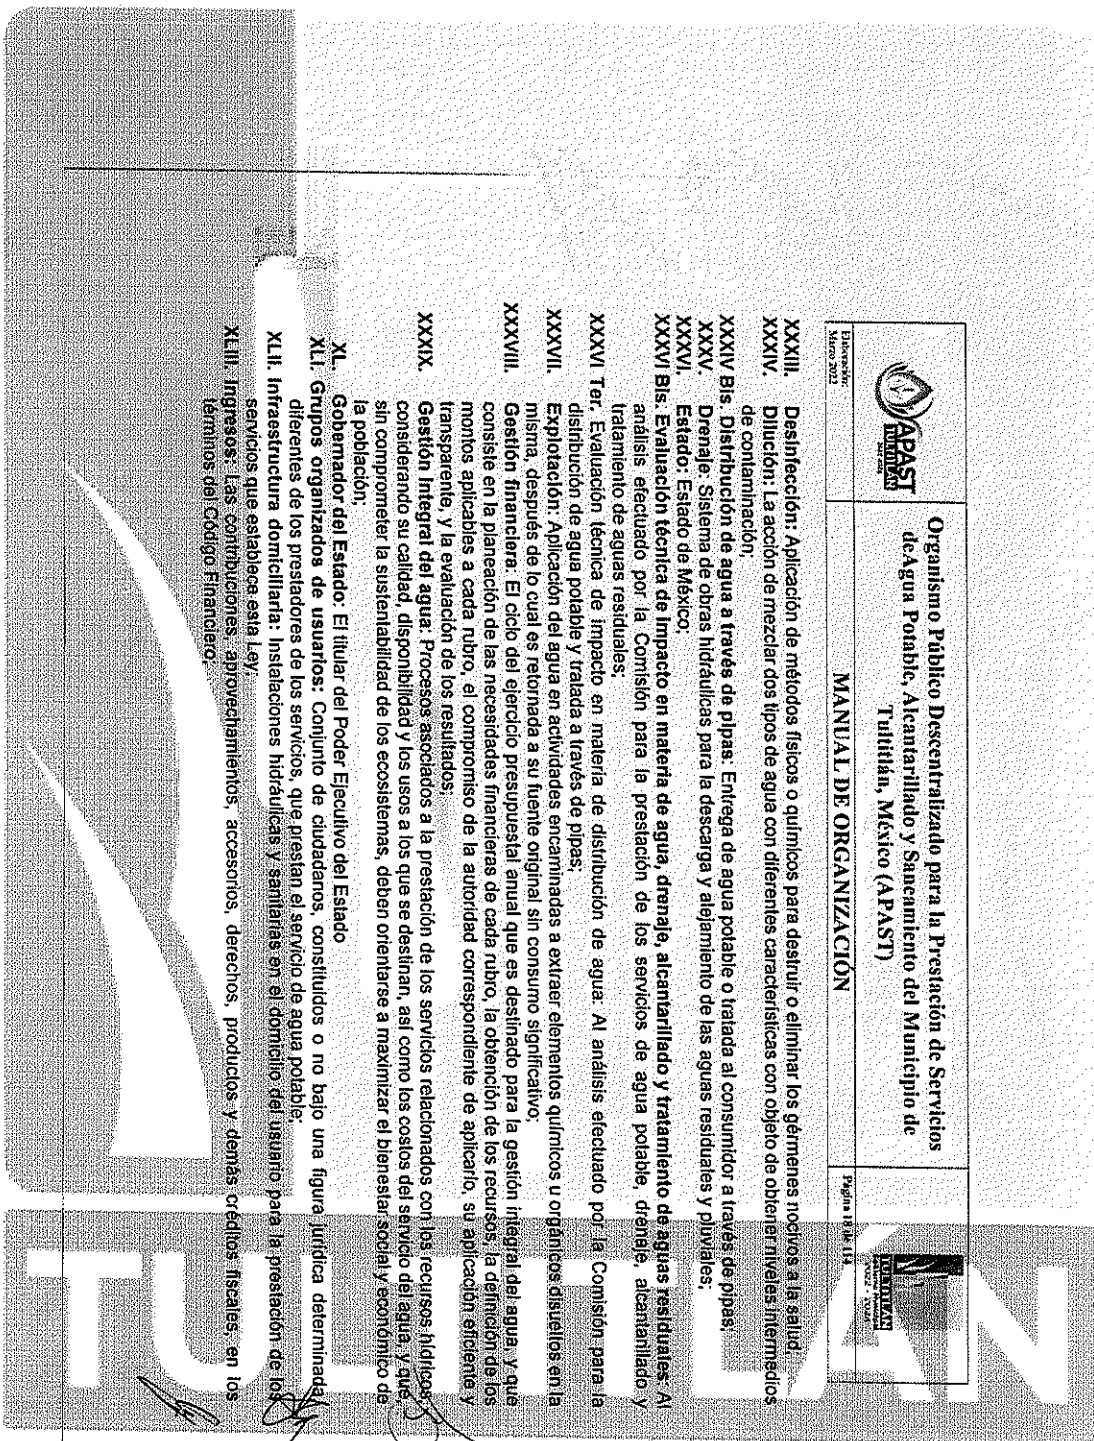 APAST
TULTITLÁN
Organismo Público Descentralizado para la Prestación de Servicios
de Agua Potable, Alcantarillado y Saneamiento del Municipio de
Tultitlán, México (APAST)
TULTITLÁN
Elaboración:
Marzo 2022
MANUAL DE ORGANIZACIÓN
Página 18 de 114
XXXIII. Desinfección: Aplicación de métodos físicos o químicos para destruir o eliminar los gérmenes nocivos a la salud;
XXXIV. Dilución: La acción de mezclar dos tipos de agua con diferentes características con objeto de obtener niveles intermedios
de contaminación;
XXXIV Bis. Distribución de agua a través de pipas: Entrega de agua potable o tratada al consumidor a través de pipas;
XXXV. Drenaje: Sistema de obras hidráulicas para la descarga y alejamiento de las aguas residuales y pluviales;
XXXVI. Estado: Estado de México;
XXXVI Bis. Evaluación técnica de impacto en materia de agua, drenaje, alcantarillado y tratamiento de aguas residuales: Al
análisis efectuado por la Comisión para la prestación de los servicios de agua potable, drenaje, alcantarillado y
tratamiento de aguas residuales;
XXXVI Ter. Evaluación técnica de impacto en materia de distribución de agua: Al análisis efectuado por la Comisión para la
distribución de agua potable y tratada a través de pipas;
XXXVII. Explotación: Aplicación del agua en actividades encaminadas a extraer elementos químicos u orgánicos disueltos en la
misma, después de lo cual es retornada a su fuente original sin consumo significativo;
XXXVIII. Gestión financiera: El ciclo del ejercicio presupuestal anual que es destinado para la gestión integral del agua, y que
consiste en la planeación de las necesidades financieras de cada rubro, la obtención de los recursos, la definición de los
montos aplicables a cada rubro, el compromiso de la autoridad correspondiente de aplicarlo, su aplicación eficiente y
transparente, y la evaluación de los resultados;
XXXIX. Gestión Integral del agua: Procesos asociados a la prestación de los servicios relacionados con los recursos hídricos,
considerando su calidad, disponibilidad y los usos a los que se destinan, así como los costos del servicio del agua, y que,
sin comprometer la sustentabilidad de los ecosistemas, deben orientarse a maximizar el bienestar social y económico de
la población;
XL. Gobernador del Estado: El titular del Poder Ejecutivo del Estado
XLI. Grupos organizados de usuarios: Conjunto de ciudadanos, constituidos o no bajo una figura jurídica determinada,
diferentes de los prestadores de los servicios, que prestan el servicio de agua potable;
XLII. Infraestructura domiciliaria: Instalaciones hidráulicas y sanitarias en el domicilio del usuario para la prestación de los
servicios que establece esta Ley;
XLIII. Ingresos: Las contribuciones, aprovechamientos, accesorios, derechos, productos y demás créditos fiscales, en los
términos del Código Financiero;
TULTITLÁN